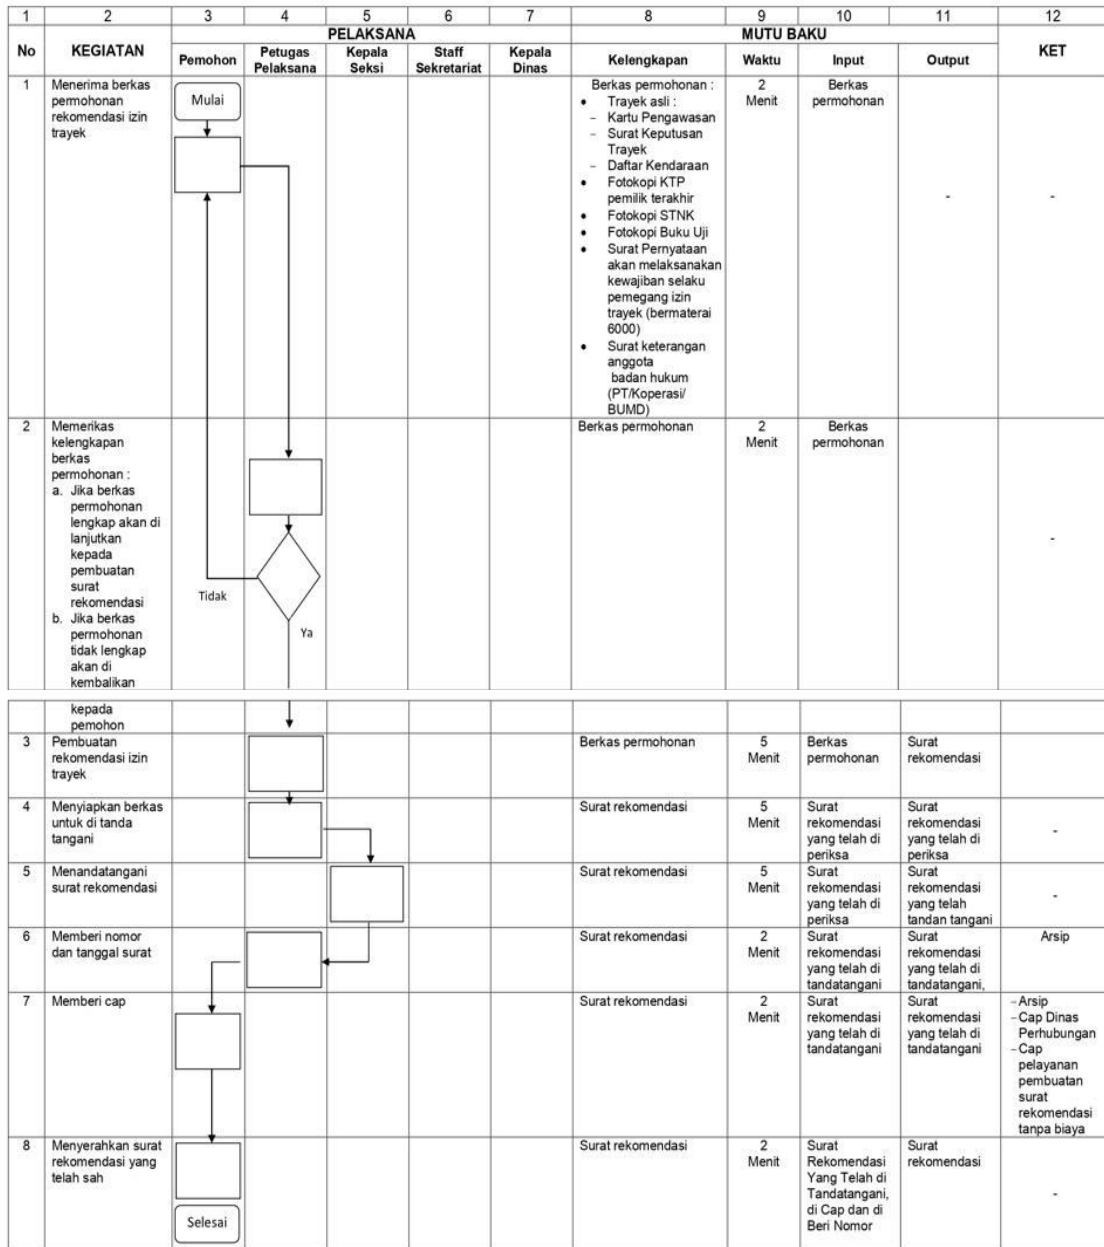 1 2 3 4 5 6 7 8 9 10 11 12
No KEGIATAN PELAKSANA MUTU BAKU KET
Pemohon Petugas Pelaksana Kepala Seksi Staff Sekretariat Kepala Dinas Kelengkapan Waktu Input Output
1
Menerima berkas
permohonan
rekomendasi izin
trayek
Mulai
Berkas permohonan :
• Trayek asli :
– Kartu Pengawasan
– Surat Keputusan
Trayek
– Daftar Kendaraan
• Fotokopi KTP
pemilik terakhir
• Fotokopi STNK
• Fotokopi Buku Uji
• Surat Pernyataan
akan melaksanakan
kewajiban selaku
pemegang izin
trayek (bermaterai
6000)
• Surat keterangan
anggota
badan hukum
(PT/Koperasi/
BUMD)
2
Menit
Berkas
permohonan
-
-
2
Memerikas
kelengkapan
berkas
permohonan :
a. Jika berkas
permohonan
lengkap akan di
lanjutkan
kepada
pembuatan
surat
rekomendasi
b. Jika berkas
permohonan
tidak lengkap
akan di
kembalikan
Tidak
Ya
Berkas permohonan
2
Menit
Berkas
permohonan
-
kepada
pemohon
3
Pembuatan
rekomendasi izin
trayek
Berkas permohonan
5
Menit
Berkas
permohonan
Surat
rekomendasi
4
Menyiapkan berkas
untuk di tanda
tangani
Surat rekomendasi
5
Menit
Surat
rekomendasi
yang telah di
periksa
Surat
rekomendasi
yang telah di
periksa
-
5
Menandatangani
surat rekomendasi
Surat rekomendasi
5
Menit
Surat
rekomendasi
yang telah di
periksa
Surat
rekomendasi
yang telah
tandan tangani
-
6
Memberi nomor
dan tanggal surat
Surat rekomendasi
2
Menit
Surat
rekomendasi
yang telah di
tandatangani
Surat
rekomendasi
yang telah di
tandatangani,
Arsip
7
Memberi cap
Surat rekomendasi
2
Menit
Surat
rekomendasi
yang telah di
tandatangani
Surat
rekomendasi
yang telah di
tandatangani
– Arsip
– Cap Dinas
Perhubungan
– Cap
pelayanan
pembuatan
surat
rekomendasi
tanpa biaya
8
Menyerahkan surat
rekomendasi yang
telah sah
Selesai
Surat rekomendasi
2
Menit
Surat
Rekomendasi
Yang Telah di
Tandatangani,
di Cap dan di
Beri Nomor
Surat
rekomendasi
-